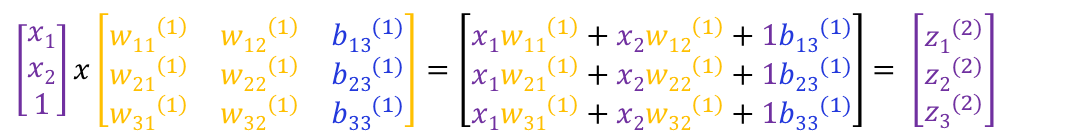 [x₁ x₂ 1] x [w₁₁⁽¹⁾ w₁₂⁽¹⁾ b₁₃⁽¹⁾ = [x₁w₁₁⁽¹⁾ + x₂w₁₂⁽¹⁾ + 1b₁₃⁽¹⁾ = [z₁⁽²⁾
w₂₁⁽¹⁾ w₂₂⁽¹⁾ b₂₃⁽¹⁾ x₁w₂₁⁽¹⁾ + x₂w₂₂⁽¹⁾ + 1b₂₃⁽¹⁾ z₂⁽²⁾
w₃₁⁽¹⁾ w₃₂⁽¹⁾ b₃₃⁽¹⁾] x₁w₃₁⁽¹⁾ + x₂w₃₂⁽¹⁾ + 1b₃₃⁽¹⁾] z₃⁽²⁾]